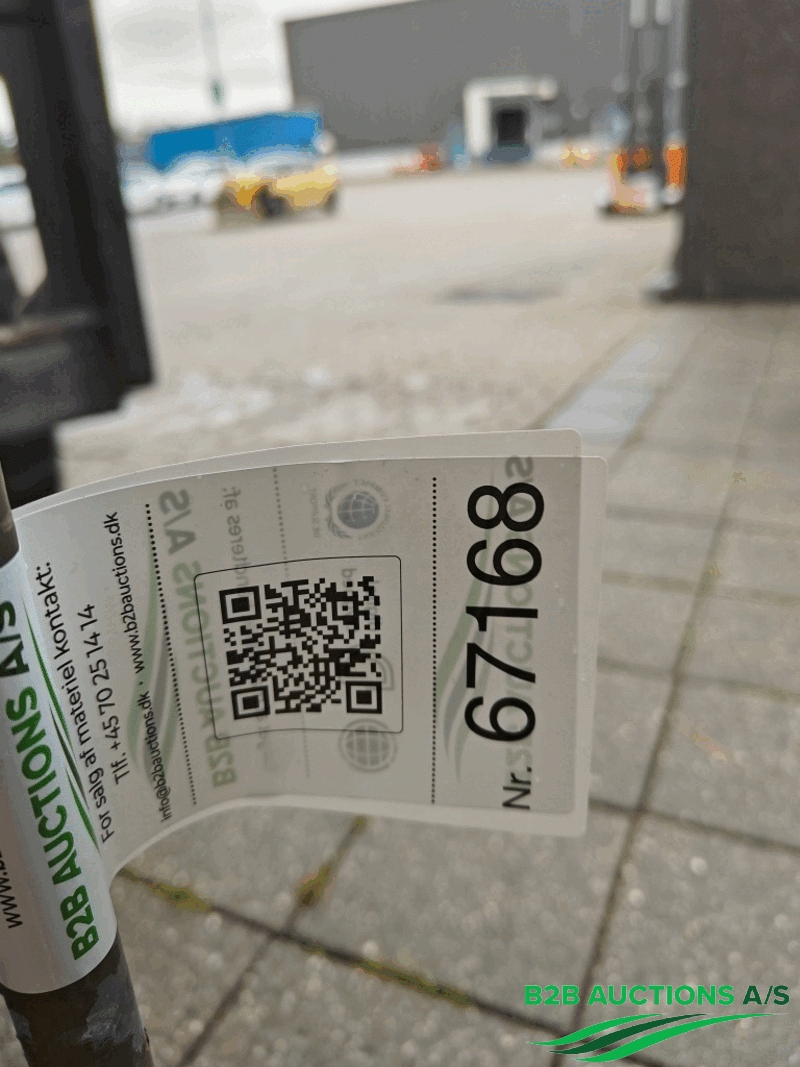 www.b
B2B AUCTIONS A/S
For salg af materiel kontakt:
Tlf. +45 70 25 14 14
info@b2bauctions.dk • www.b2bauctions.dk
Nr. 67168
B2B AUCTIONS A/S